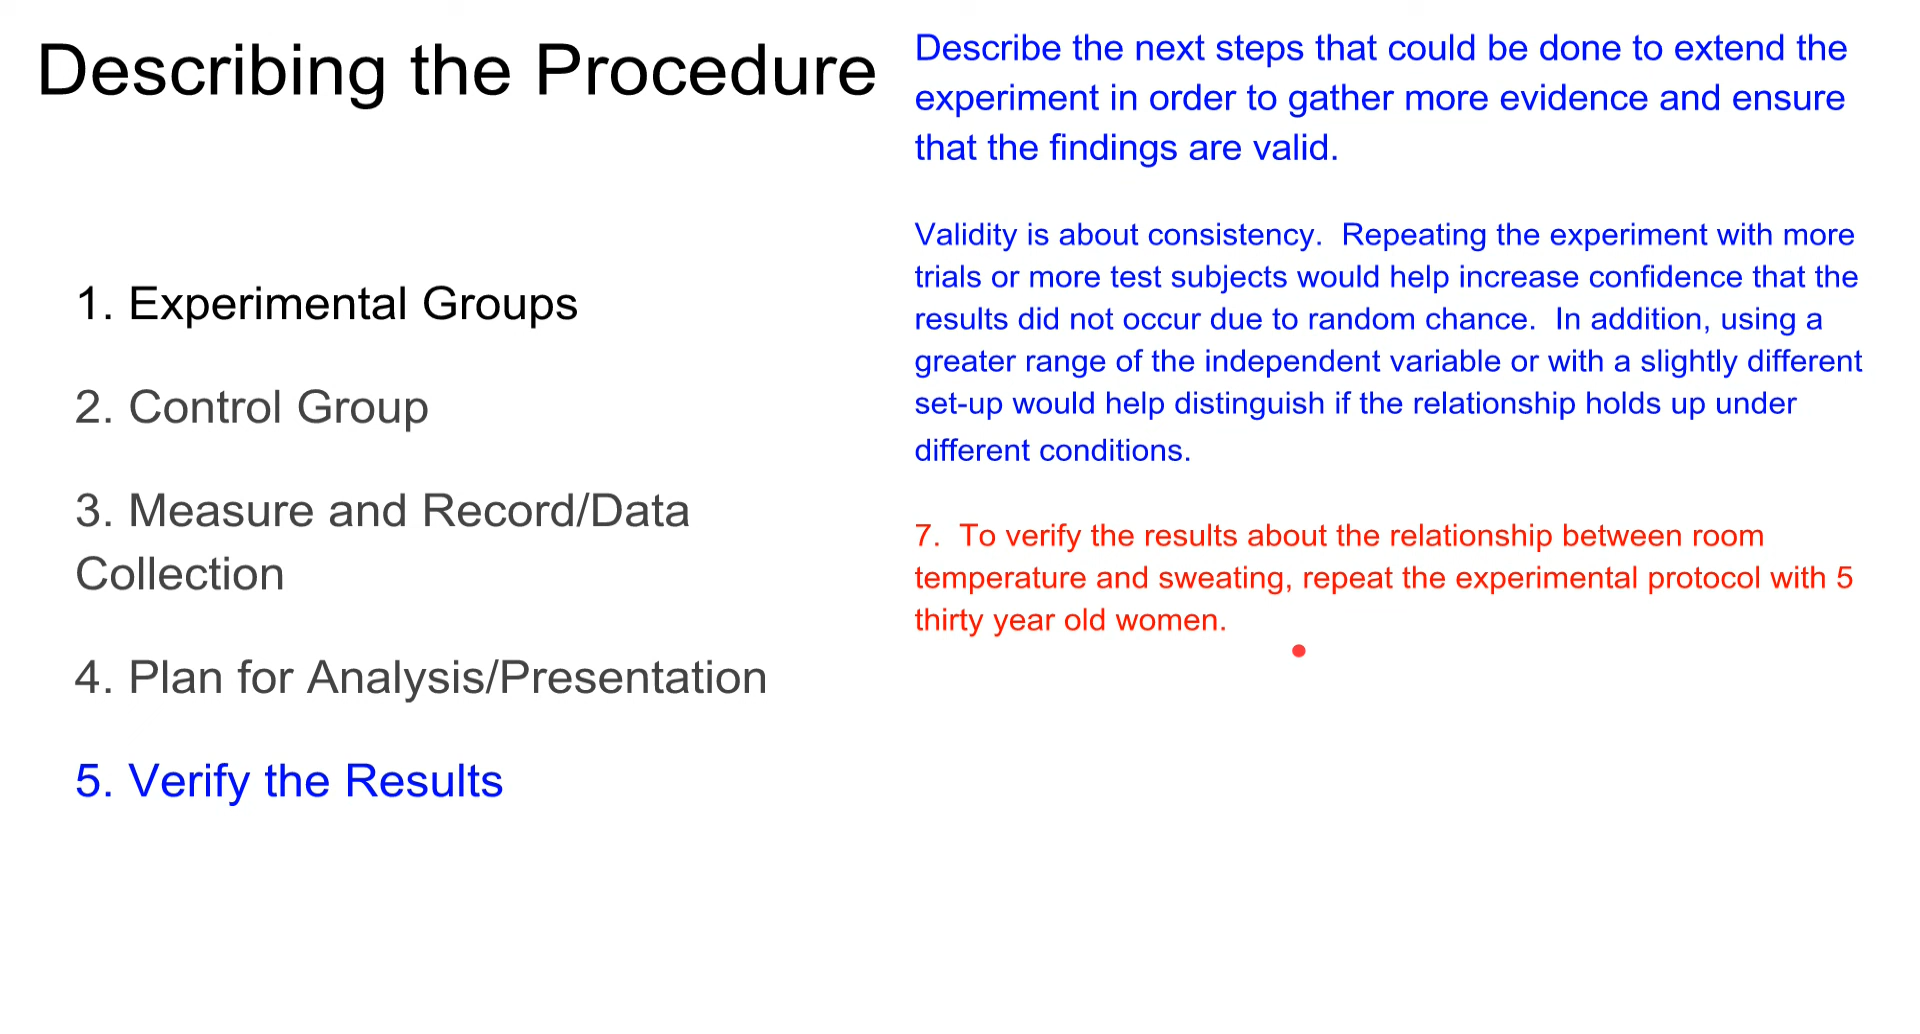 Describing the Procedure
1. Experimental Groups
2. Control Group
3. Measure and Record/Data
Collection
4. Plan for Analysis/Presentation
5. Verify the Results
Describe the next steps that could be done to extend the
experiment in order to gather more evidence and ensure
that the findings are valid.
Validity is about consistency.  Repeating the experiment with more
trials or more test subjects would help increase confidence that the
results did not occur due to random chance.  In addition, using a
greater range of the independent variable or with a slightly different
set-up would help distinguish if the relationship holds up under
different conditions.
7.  To verify the results about the relationship between room
temperature and sweating, repeat the experimental protocol with 5
thirty year old women.